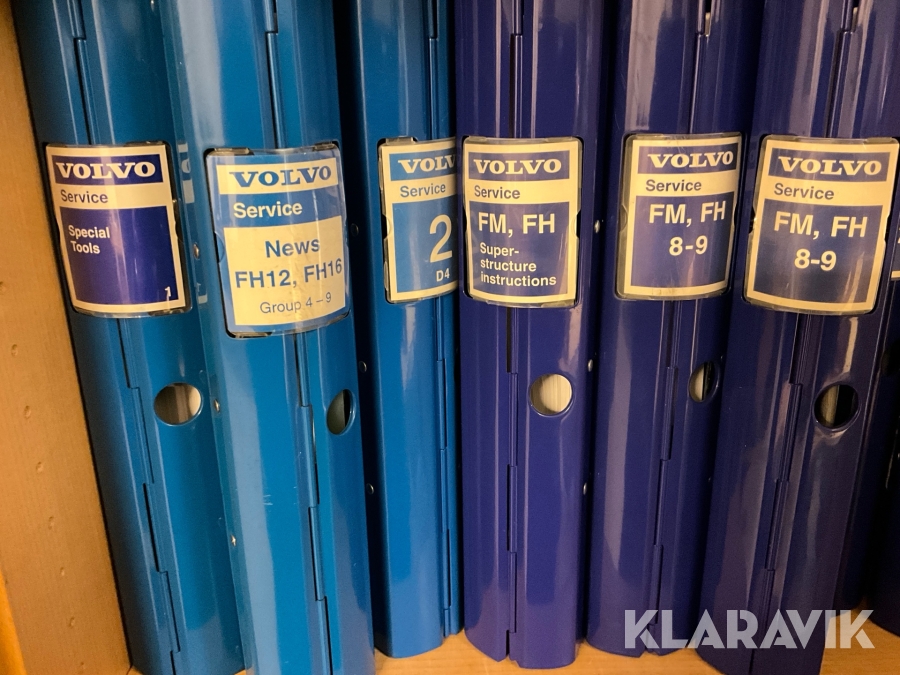 VOLVO
Service
Special
Tools
1
VOLVO
Service
News
FH12, FH16
Group 4 – 9
Service
2
D4
VOLVO
Service
FM, FH
Super-
structure
instructions
VOLVO
Service
FM, FH
8-9
VOLVO
Service
FM, FH
8-9
KLARAVIK